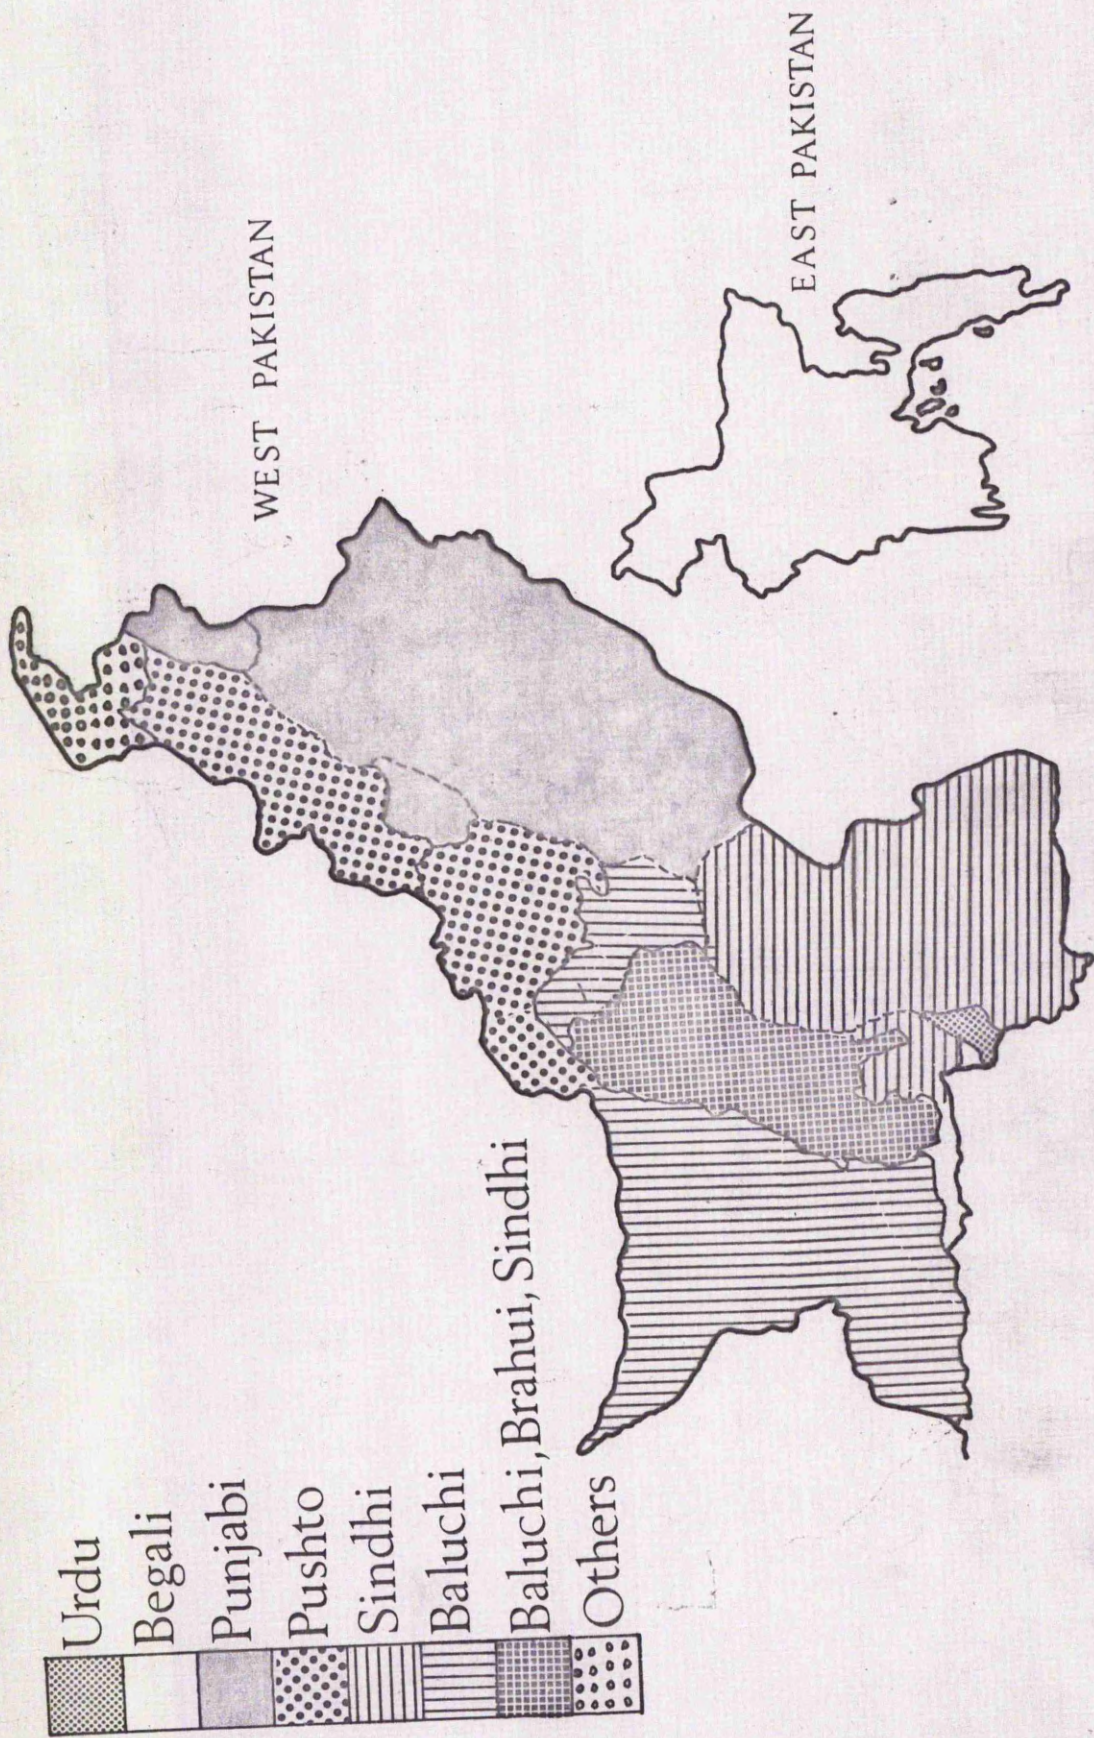 Urdu
Begali
Punjabi
Pushto
Sindhi
Baluchi
Baluchi, Brahui, Sindhi
Others
WEST PAKISTAN
EAST PAKISTAN